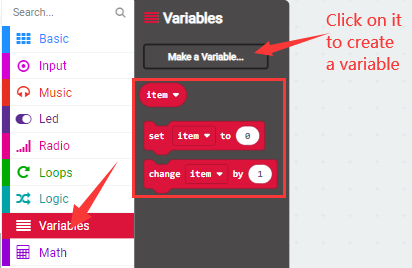 Search...
Basic
Input
Music
Led
Radio
Loops
Logic
Variables
Math
Variables
Make a Variable...
item
set item to 0
change item by 1
Click on it
to create
a variable